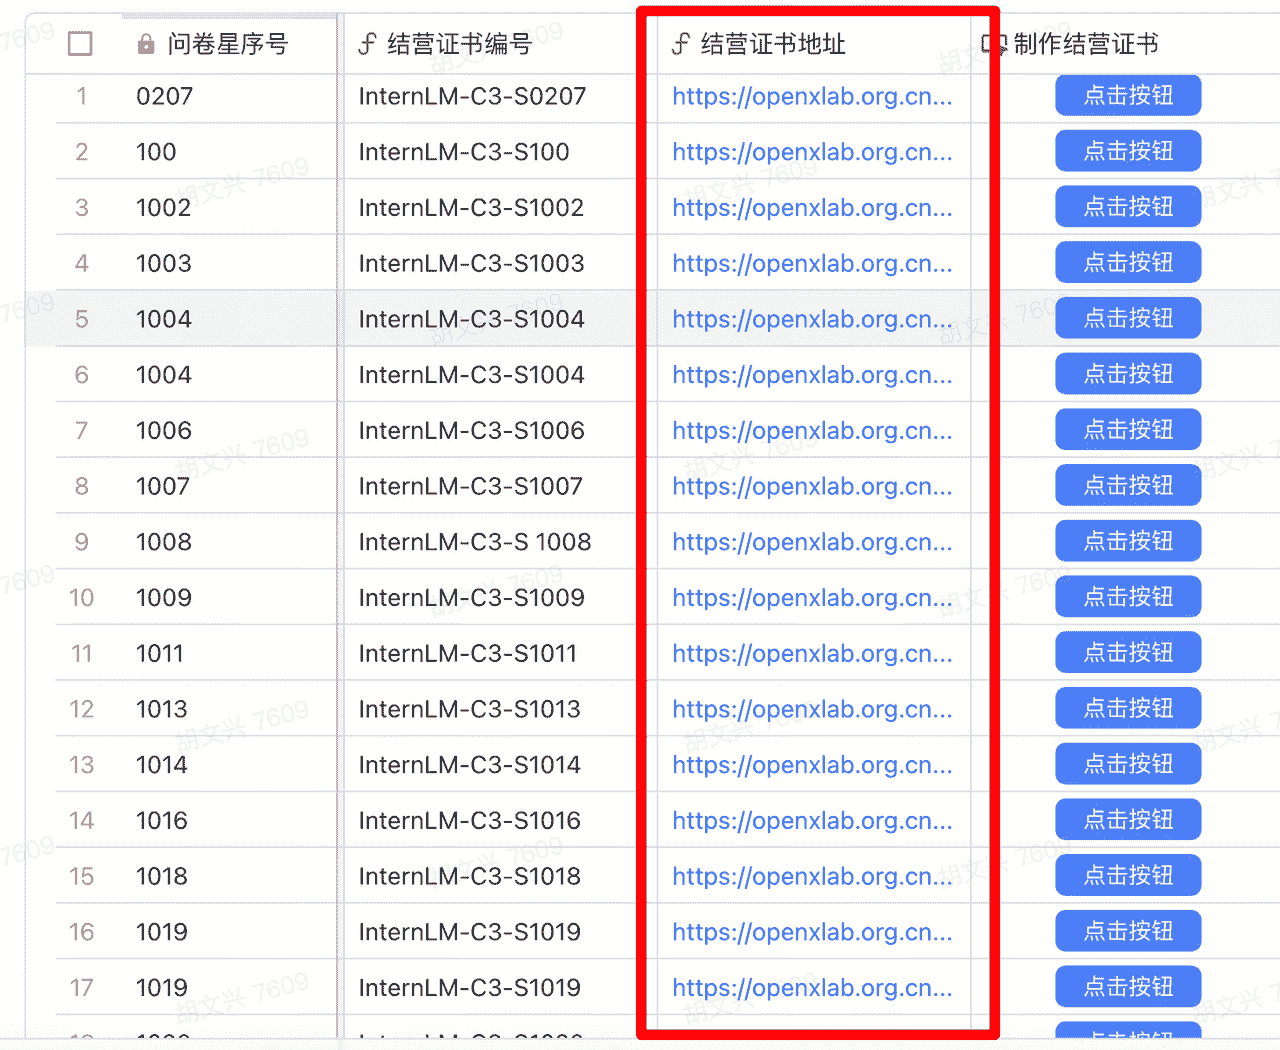 问卷星序号 结营证书编号 结营证书地址 制作结营证书
1 0207 InternLM-C3-S0207 https://openxlab.org.cn... 点击按钮
2 100 InternLM-C3-S100 https://openxlab.org.cn... 点击按钮
3 1002 InternLM-C3-S1002 https://openxlab.org.cn... 点击按钮
4 1003 InternLM-C3-S1003 https://openxlab.org.cn... 点击按钮
5 1004 InternLM-C3-S1004 https://openxlab.org.cn... 点击按钮
6 1004 InternLM-C3-S1004 https://openxlab.org.cn... 点击按钮
7 1006 InternLM-C3-S1006 https://openxlab.org.cn... 点击按钮
8 1007 InternLM-C3-S1007 https://openxlab.org.cn... 点击按钮
9 1008 InternLM-C3-S 1008 https://openxlab.org.cn... 点击按钮
10 1009 InternLM-C3-S1009 https://openxlab.org.cn... 点击按钮
11 1011 InternLM-C3-S1011 https://openxlab.org.cn... 点击按钮
12 1013 InternLM-C3-S1013 https://openxlab.org.cn... 点击按钮
13 1014 InternLM-C3-S1014 https://openxlab.org.cn... 点击按钮
14 1016 InternLM-C3-S1016 https://openxlab.org.cn... 点击按钮
15 1018 InternLM-C3-S1018 https://openxlab.org.cn... 点击按钮
16 1019 InternLM-C3-S1019 https://openxlab.org.cn... 点击按钮
17 1019 InternLM-C3-S1019 https://openxlab.org.cn... 点击按钮
胡文兴 7609